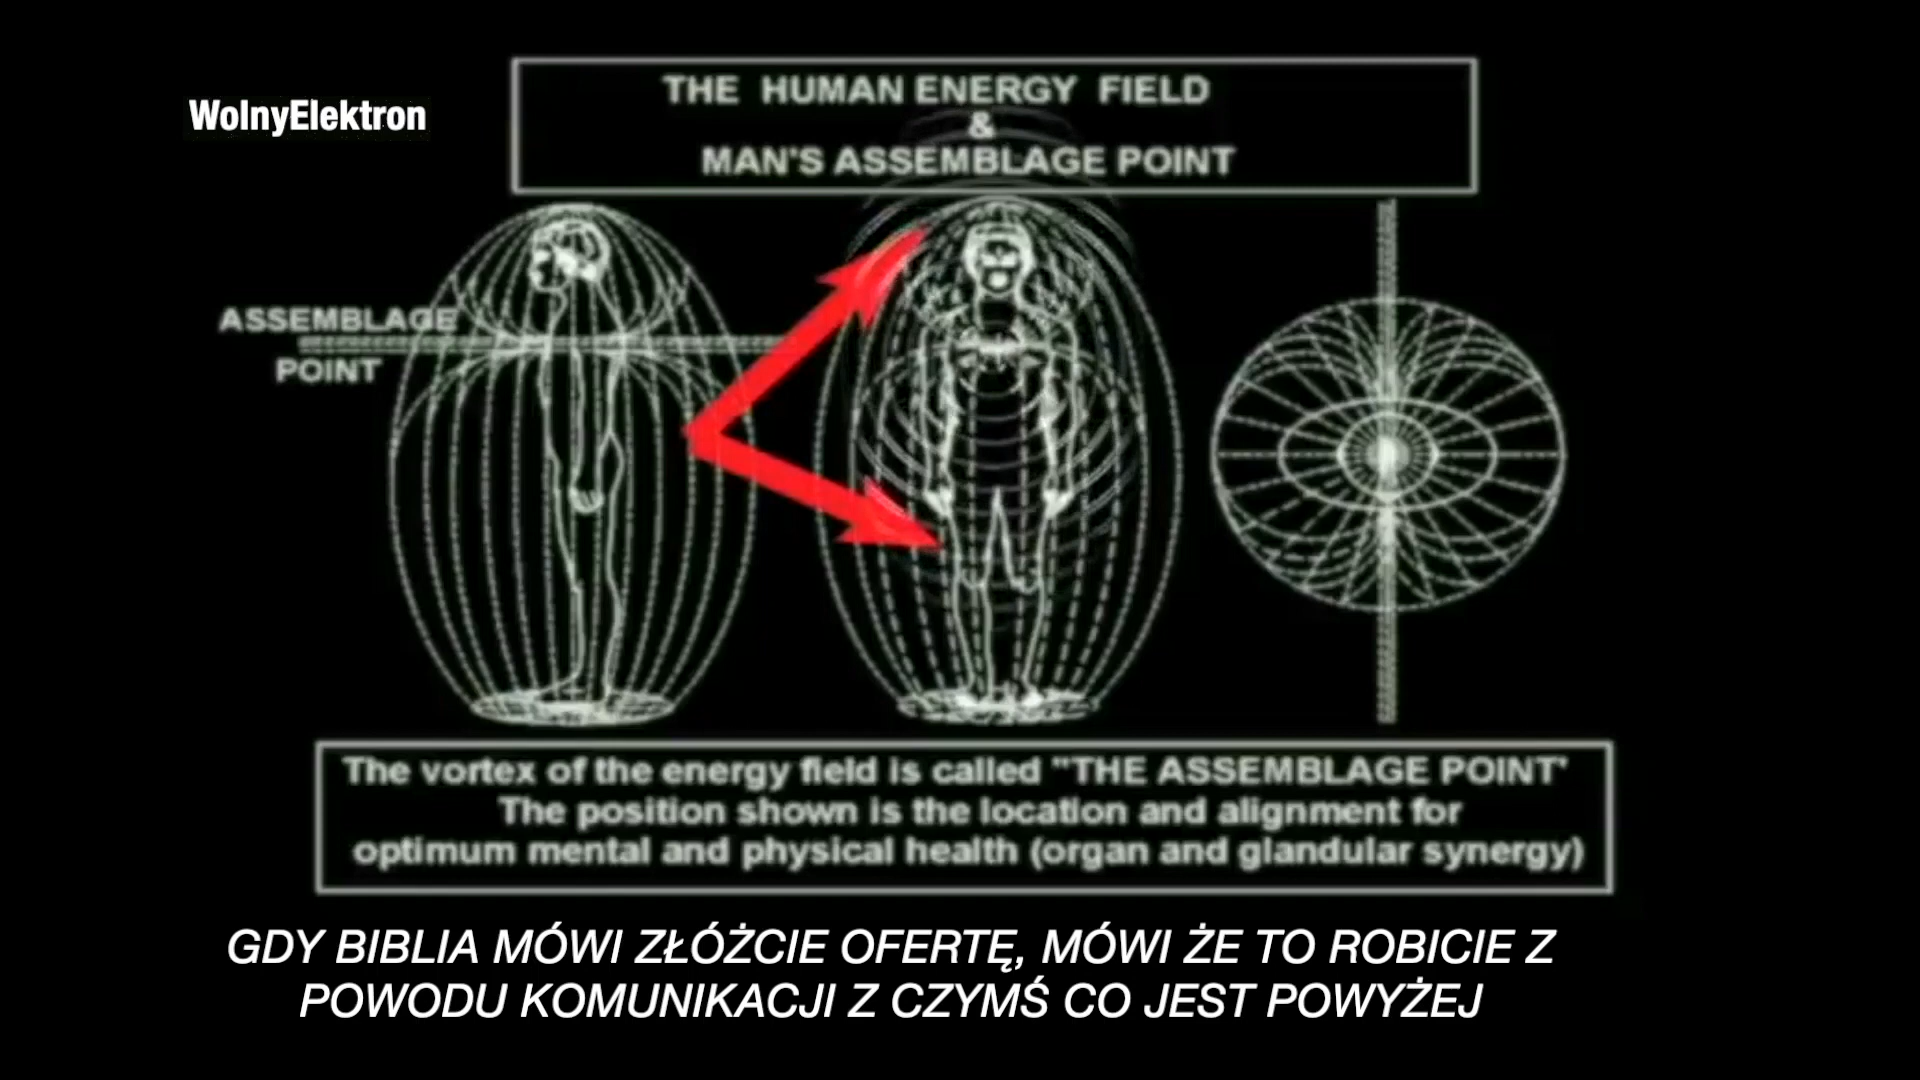 THE HUMAN ENERGY FIELD
&
MAN'S ASSEMBLAGE POINT
WolnyElektron
ASSEMBLAGE
POINT
The vortex of the energy field is called "THE ASSEMBLAGE POINT'
The position shown is the location and alignment for
optimum mental and physical health (organ and glandular synergy)
GDY BIBLIA MÓWI ZŁÓŻCIE OFERTĘ, MÓWI ŻE TO ROBICIE Z
POWODU KOMUNIKACJI Z CZYMŚ CO JEST POWYŻEJ